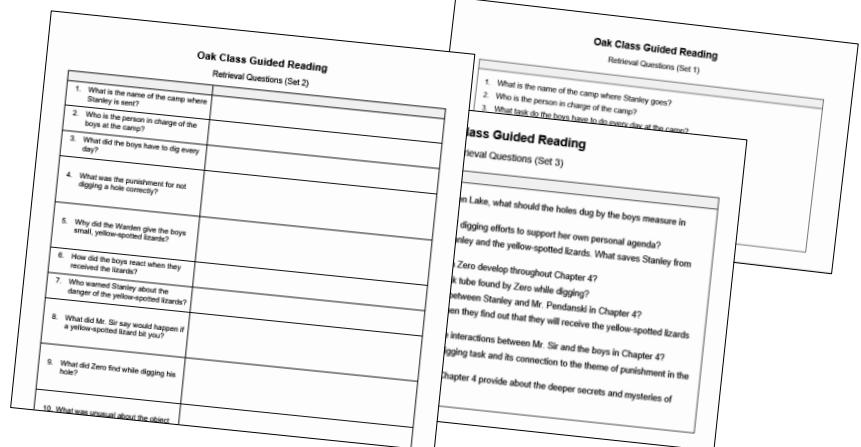 Oak Class Guided Reading
Retrieval Questions (Set 2)
1. What is the name of the camp where
Stanley is sent?
2. Who is the person in charge of the
boys at the camp?
3. What did the boys have to dig every
day?
4. What was the punishment for not
digging a hole correctly?
5. Why did the Warden give the boys
small, yellow-spotted lizards?
6. How did the boys react when they
received the lizards?
7. Who warned Stanley about the
danger of the yellow-spotted lizards?
8. What did Mr. Sir say would happen if
a yellow-spotted lizard bit you?
9. What did Zero find while digging his
hole?
10. What was unusual about the object
Oak Class Guided Reading
Retrieval Questions (Set 1)
1. What is the name of the camp where Stanley goes?
2. Who is the person in charge of the camp?
3. What task do the boys have to do every day at the camp?
lass Guided Reading
ieval Questions (Set 3)
n Lake, what should the holes dug by the boys measure in
digging efforts to support her own personal agenda?
nley and the yellow-spotted lizards. What saves Stanley from
Zero develop throughout Chapter 4?
k tube found by Zero while digging?
between Stanley and Mr. Pendanski in Chapter 4?
en they find out that they will receive the yellow-spotted lizards
interactions between Mr. Sir and the boys in Chapter 4?
igging task and its connection to the theme of punishment in the
hapter 4 provide about the deeper secrets and mysteries of